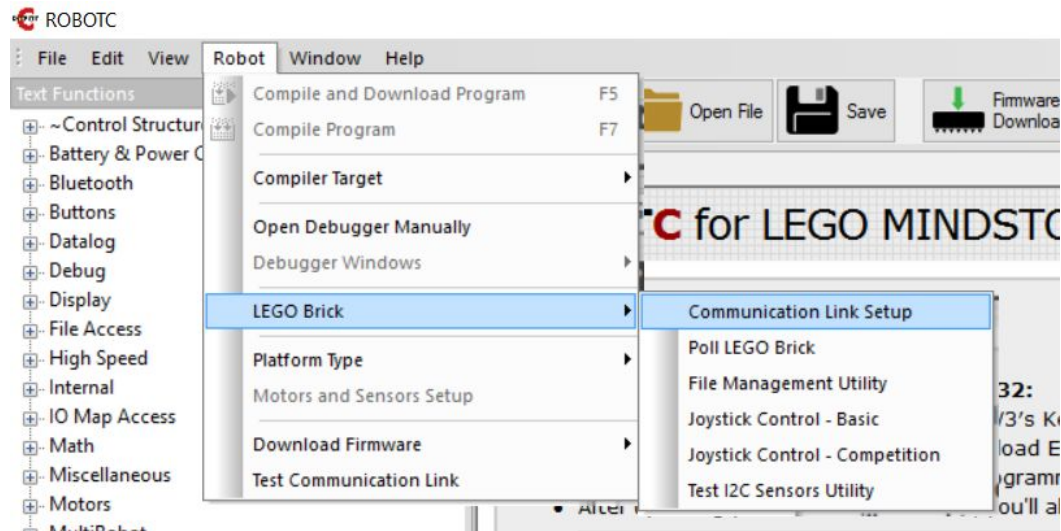 ROBOTC
File Edit View Robot Window Help
Text Functions
~Control Structur
Battery & Power C
Bluetooth
Buttons
Datalog
Debug
Display
File Access
High Speed
Internal
IO Map Access
Math
Miscellaneous
Motors
Compile and Download Program F5
Compile Program F7
Compiler Target
Open Debugger Manually
Debugger Windows
LEGO Brick
Platform Type
Motors and Sensors Setup
Download Firmware
Test Communication Link
Communication Link Setup
Poll LEGO Brick
File Management Utility
Joystick Control - Basic
Joystick Control - Competition
Test I2C Sensors Utility
Open File
Save
Firmware
Downloa
C for LEGO MINDSTO
32:
/3's Ke
load E
ogramm
ou'll al